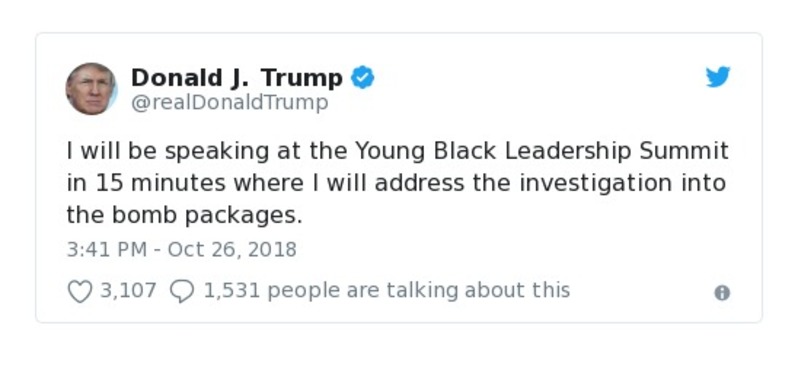 Donald J. Trump
@realDonaldTrump
I will be speaking at the Young Black Leadership Summit
in 15 minutes where I will address the investigation into
the bomb packages.
3:41 PM - Oct 26, 2018
3,107 1,531 people are talking about this